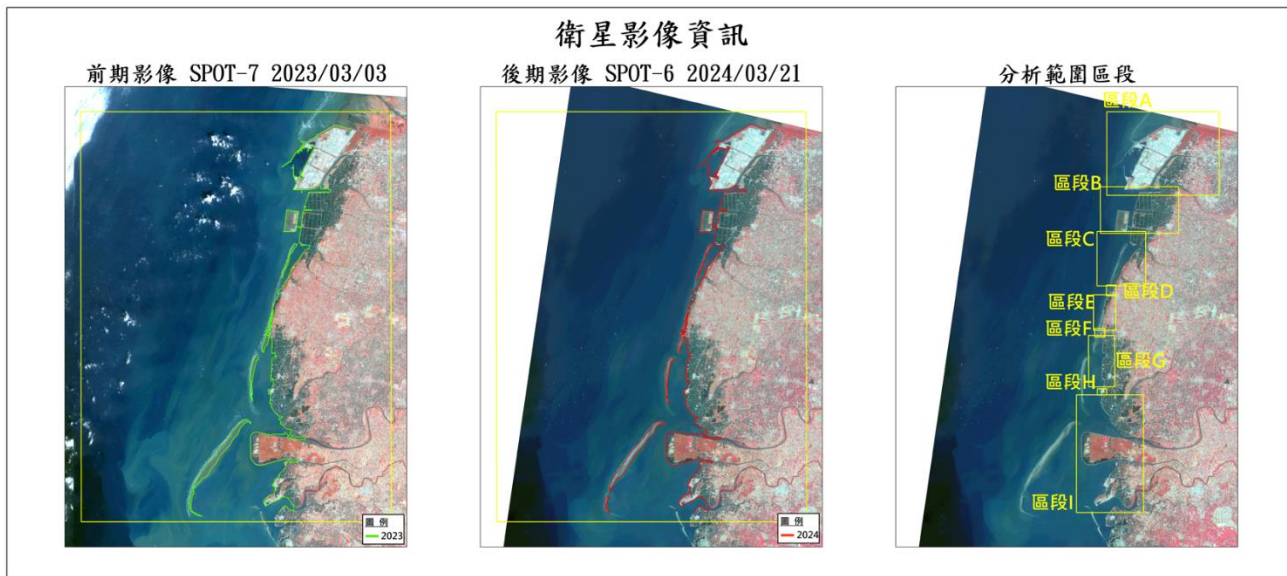 衛星影像資訊
前期影像 SPOT-7 2023/03/03
後期影像 SPOT-6 2024/03/21
分析範圍區段
圖 例
2023
圖 例
2024
區段A
區段B
區段C
區段D
區段E
區段F
區段G
區段H
區段I